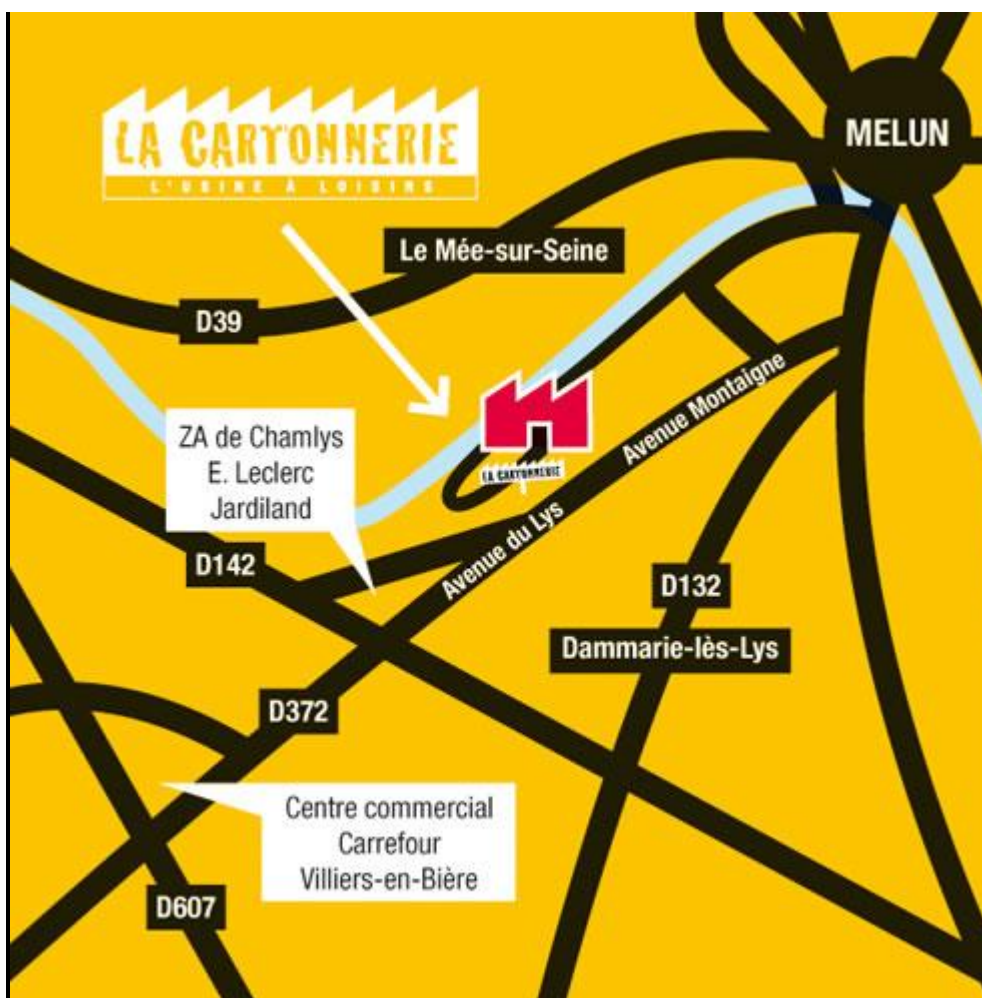 MELUN
LA CARTONNERIE
L'USINE À LOISIRS
Le Mée-sur-Seine
D39
Avenue Montaigne
ZA de Chamlys
E. Leclerc
Jardiland
LA CARTONNERIE
Avenue du Lys
D142
D132
Dammarie-lès-Lys
D372
Centre commercial
Carrefour
Villiers-en-Bière
D607